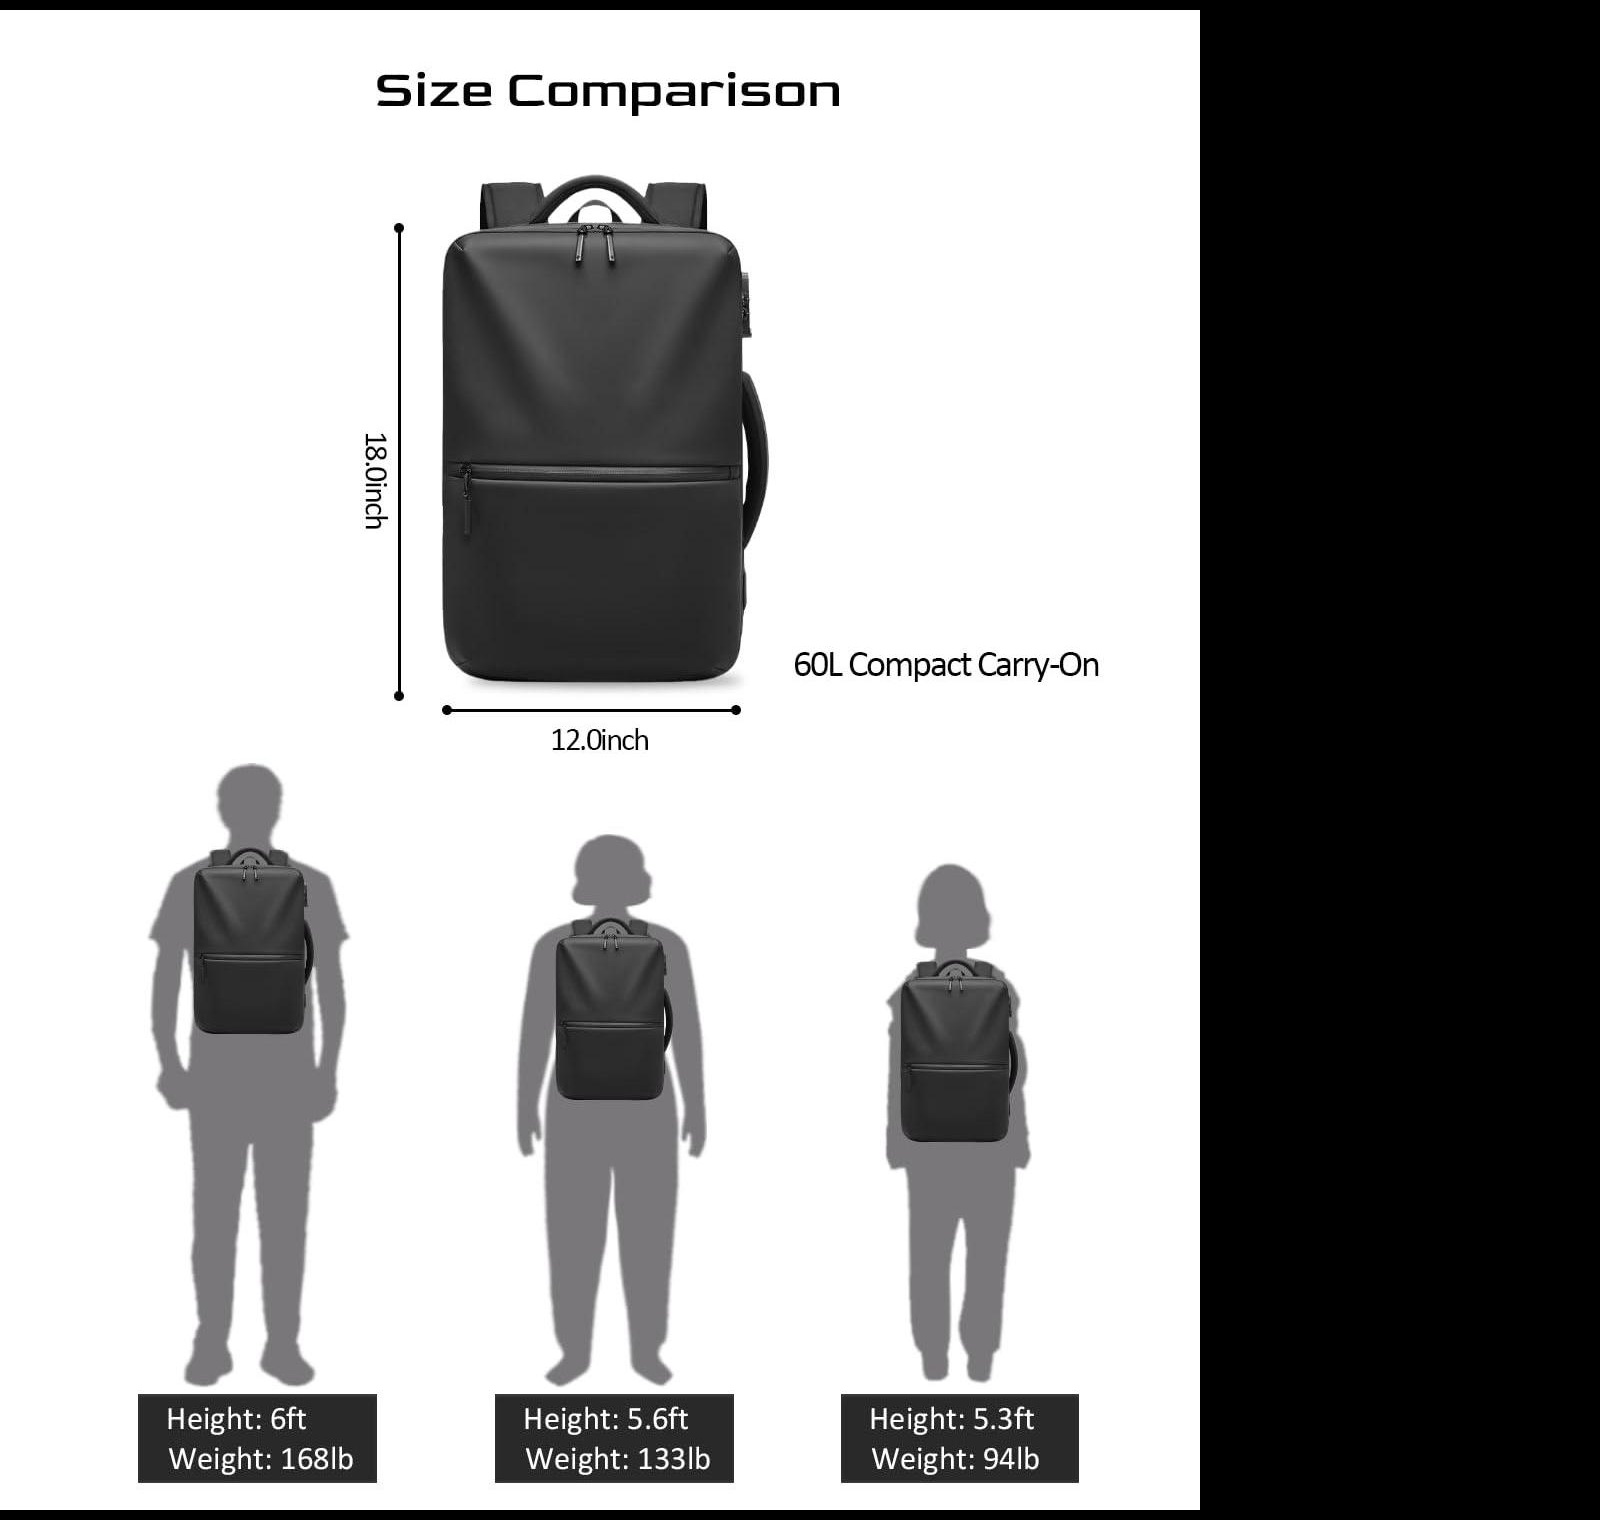 Size Comparison
18.0inch
60L Compact Carry-On
12.0inch
Height: 6ft
Weight: 168lb
Height: 5.6ft
Weight: 133lb
Height: 5.3ft
Weight: 94lb